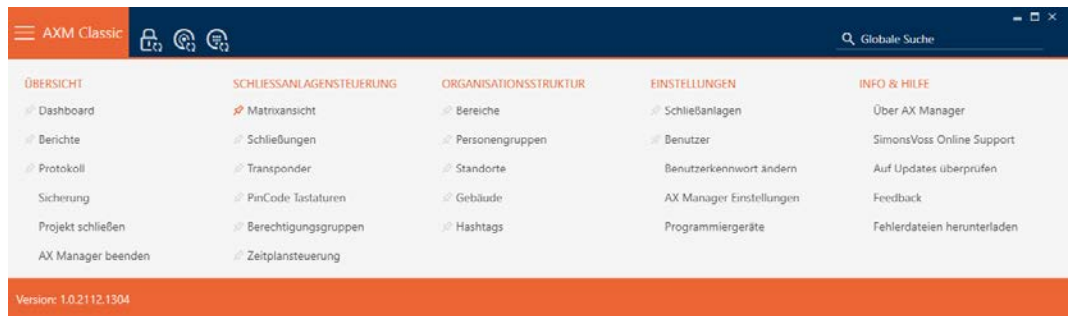 AXM Classic
Globale Suche
ÜBERSICHT
Dashboard
Berichte
Protokoll
Sicherung
Projekt schließen
AX Manager beenden
SCHLIESSANLAGENSTEUERUNG
Matrixansicht
Schließungen
Transponder
PinCode Tastaturen
Berechtigungsgruppen
Zeitplansteuerung
ORGANISATIONSSTRUKTUR
Bereiche
Personengruppen
Standorte
Gebäude
Hashtags
EINSTELLUNGEN
Schließanlagen
Benutzer
Benutzerkennwort ändern
AX Manager Einstellungen
Programmiergeräte
INFO & HILFE
Über AX Manager
SimonsVoss Online Support
Auf Updates überprüfen
Feedback
Fehlerdateien herunterladen
Version: 1.0.2112.1304